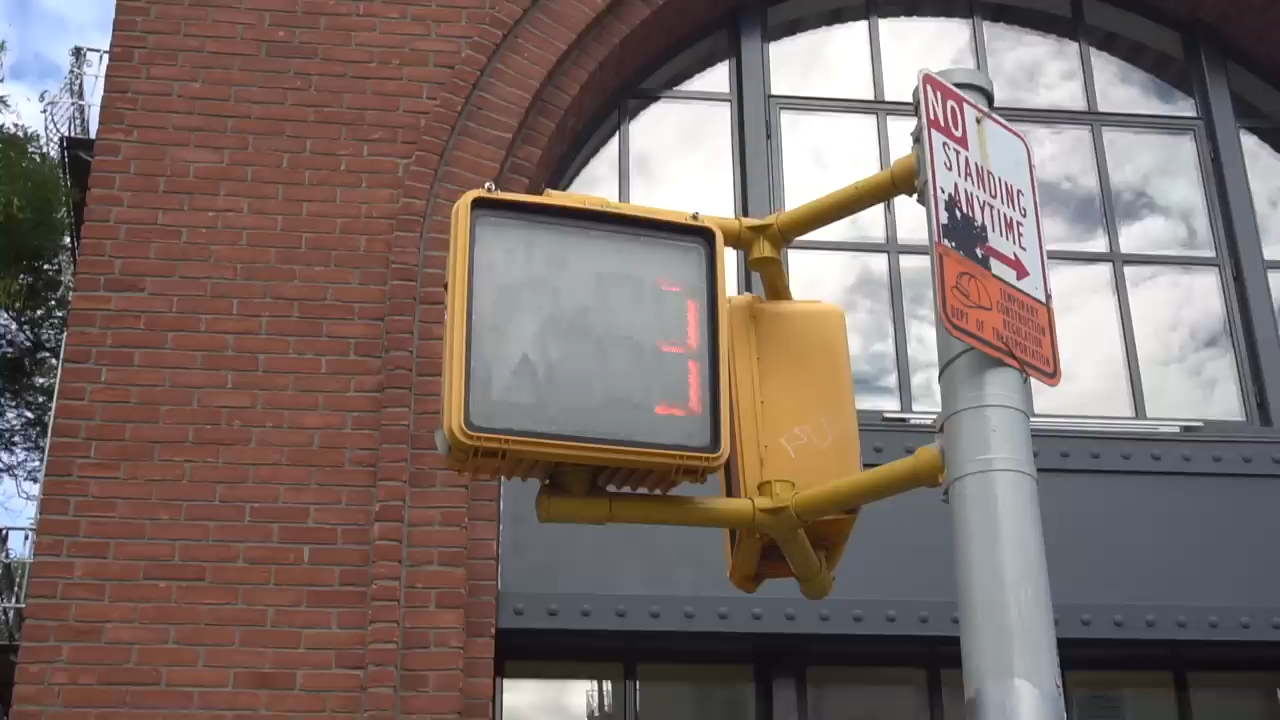 3
NO
STANDING
ANYTIME
TEMPORARY
CONSTRUCTION
REGULATION
DEPT OF TRANSPORTATION